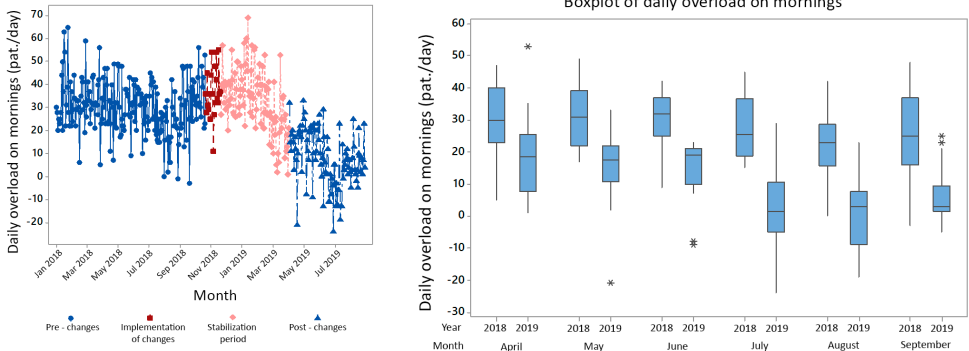 Boxplot of daily overload on mornings
Daily overload on mornings (pat./day)
70
60
50
40
30
20
10
0
-10
-20
Jan 2018
Mar 2018
May 2018
Jul 2018
Sep 2018
Nov 2018
Jan 2019
Mar 2019
May 2019
Jul 2019
Month
Pre - changes
Implementation
of changes
Stabilization
period
Post - changes
Daily overload on mornings (pat./day)
60
50
40
30
20
10
0
-10
-20
-30
Year 2018 2019 2018 2019 2018 2019 2018 2019 2018 2019 2018 2019
Month April May June July August September